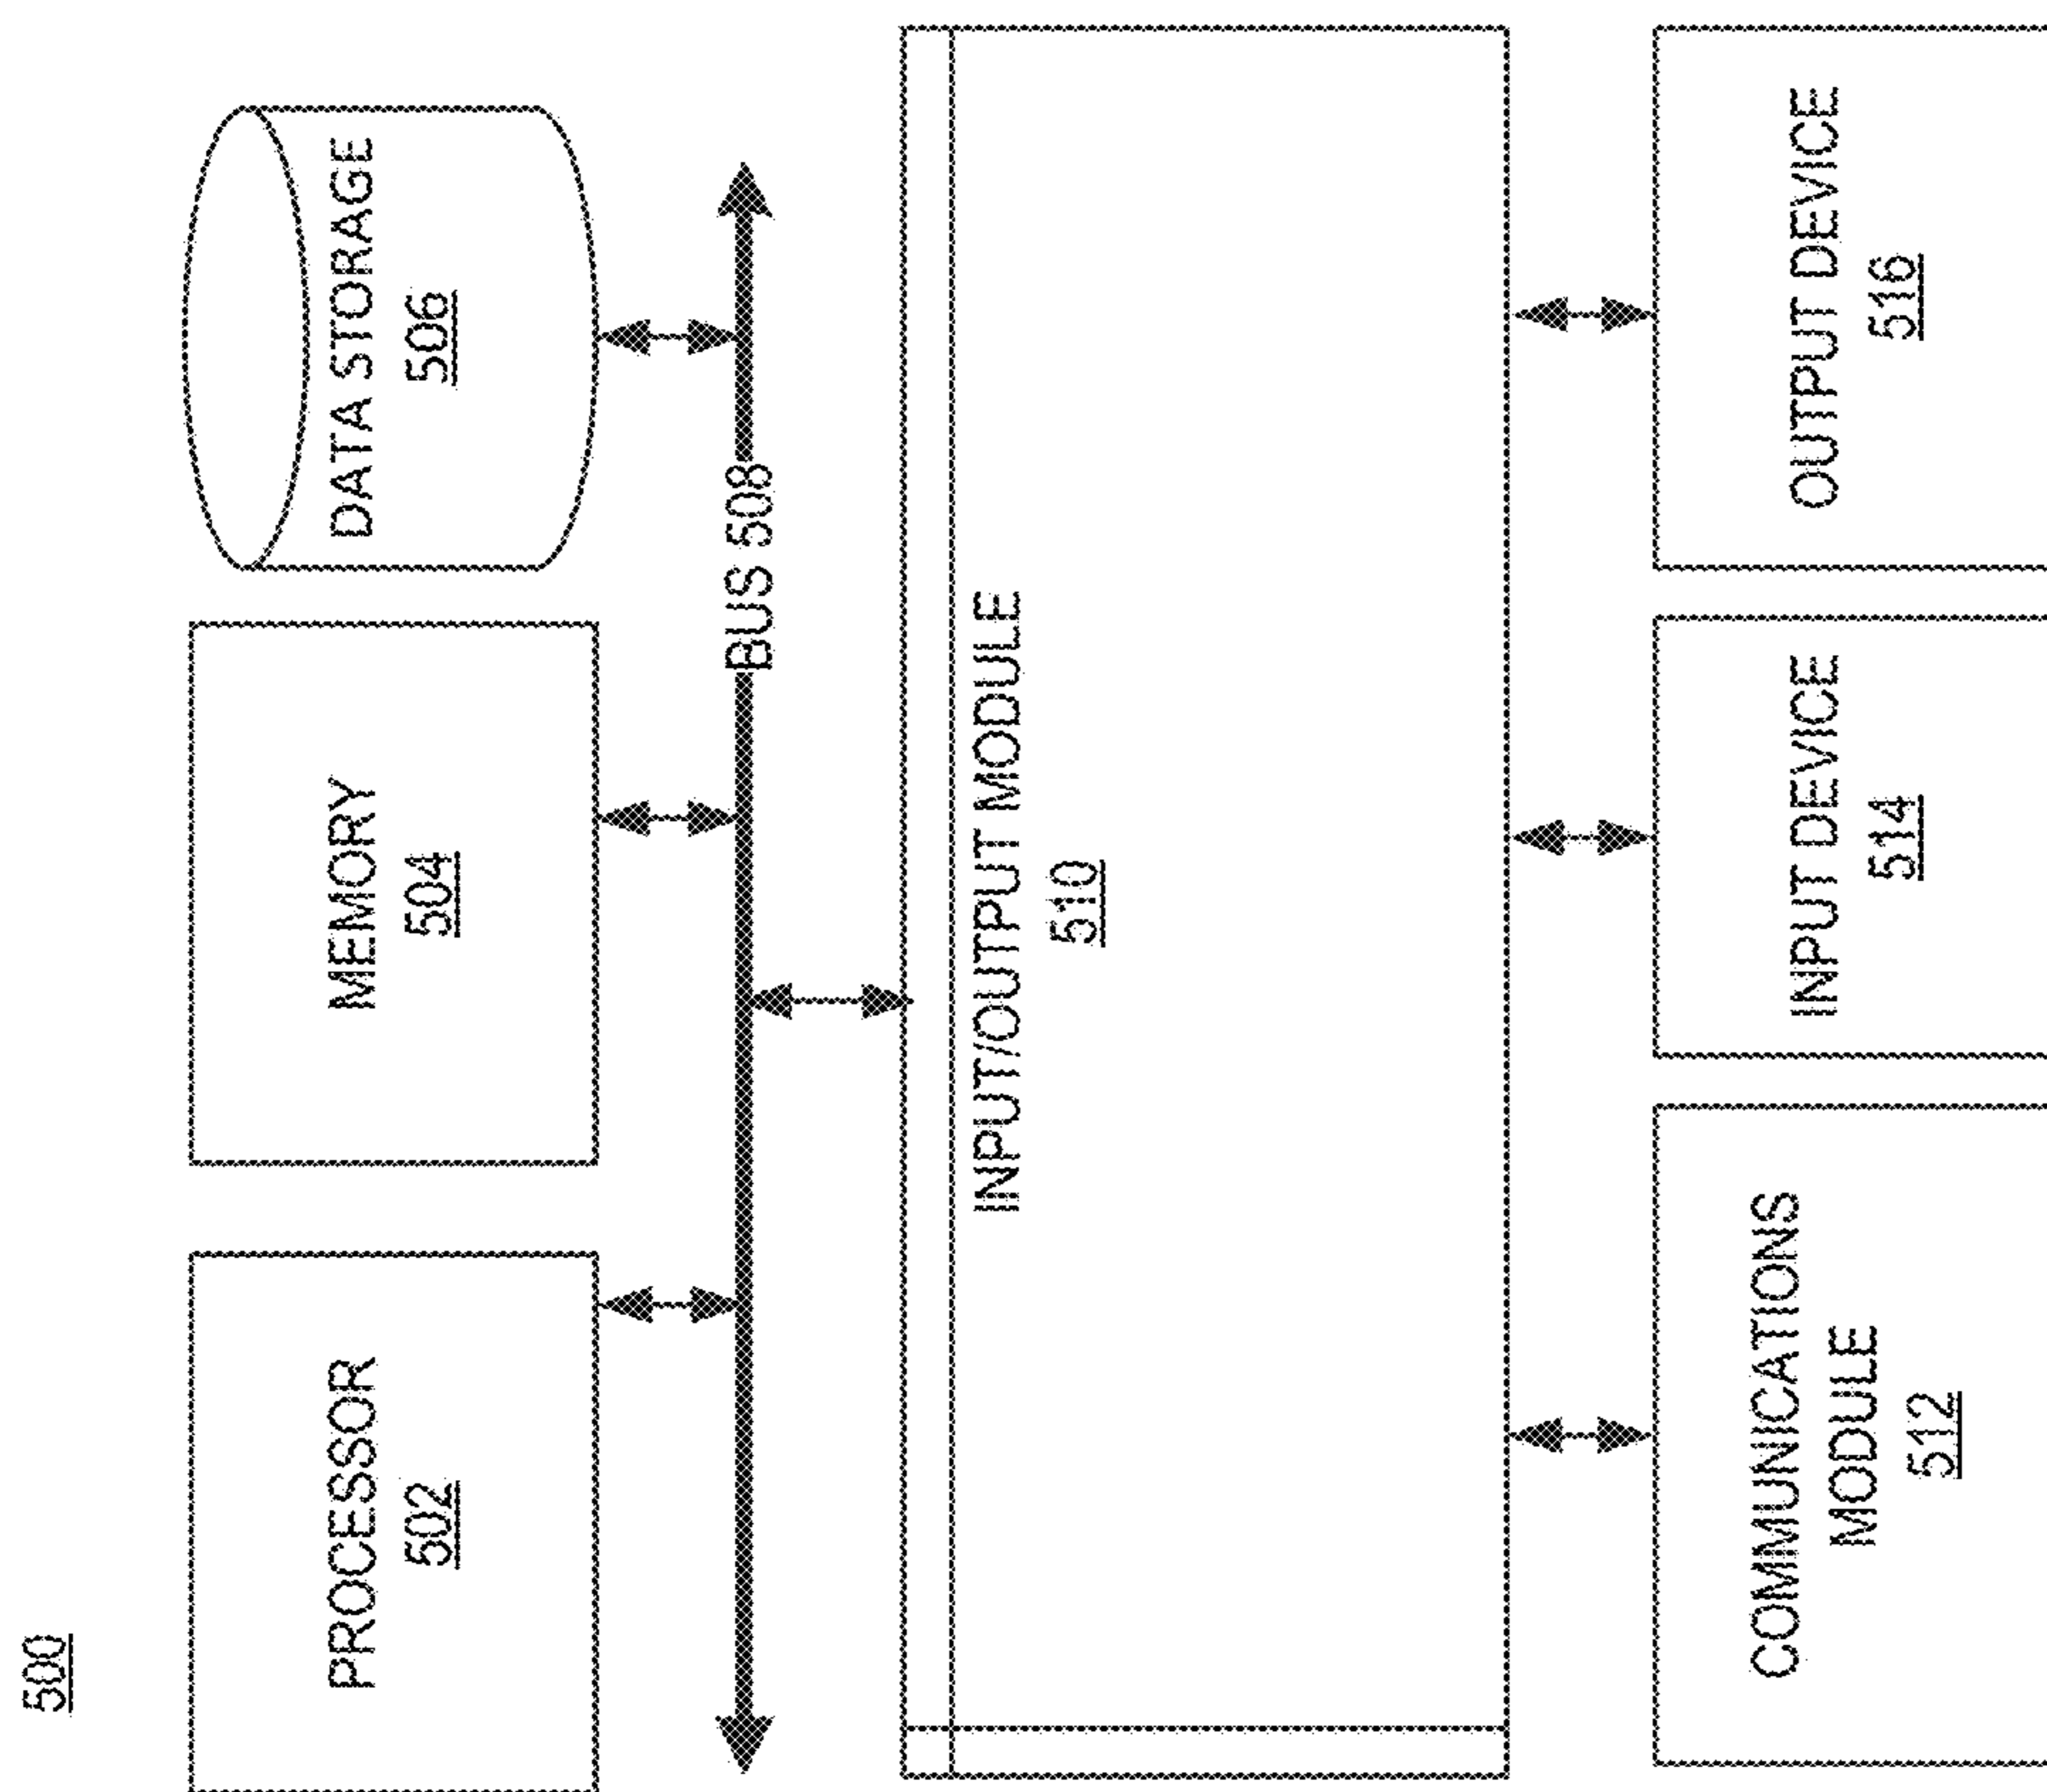 500
PROCESSOR
502
MEMORY
504
DATA STORAGE
506
BUS 508
INPUT/OUTPUT MODULE
510
COMMUNICATIONS
MODULE
512
INPUT DEVICE
514
OUTPUT DEVICE
516